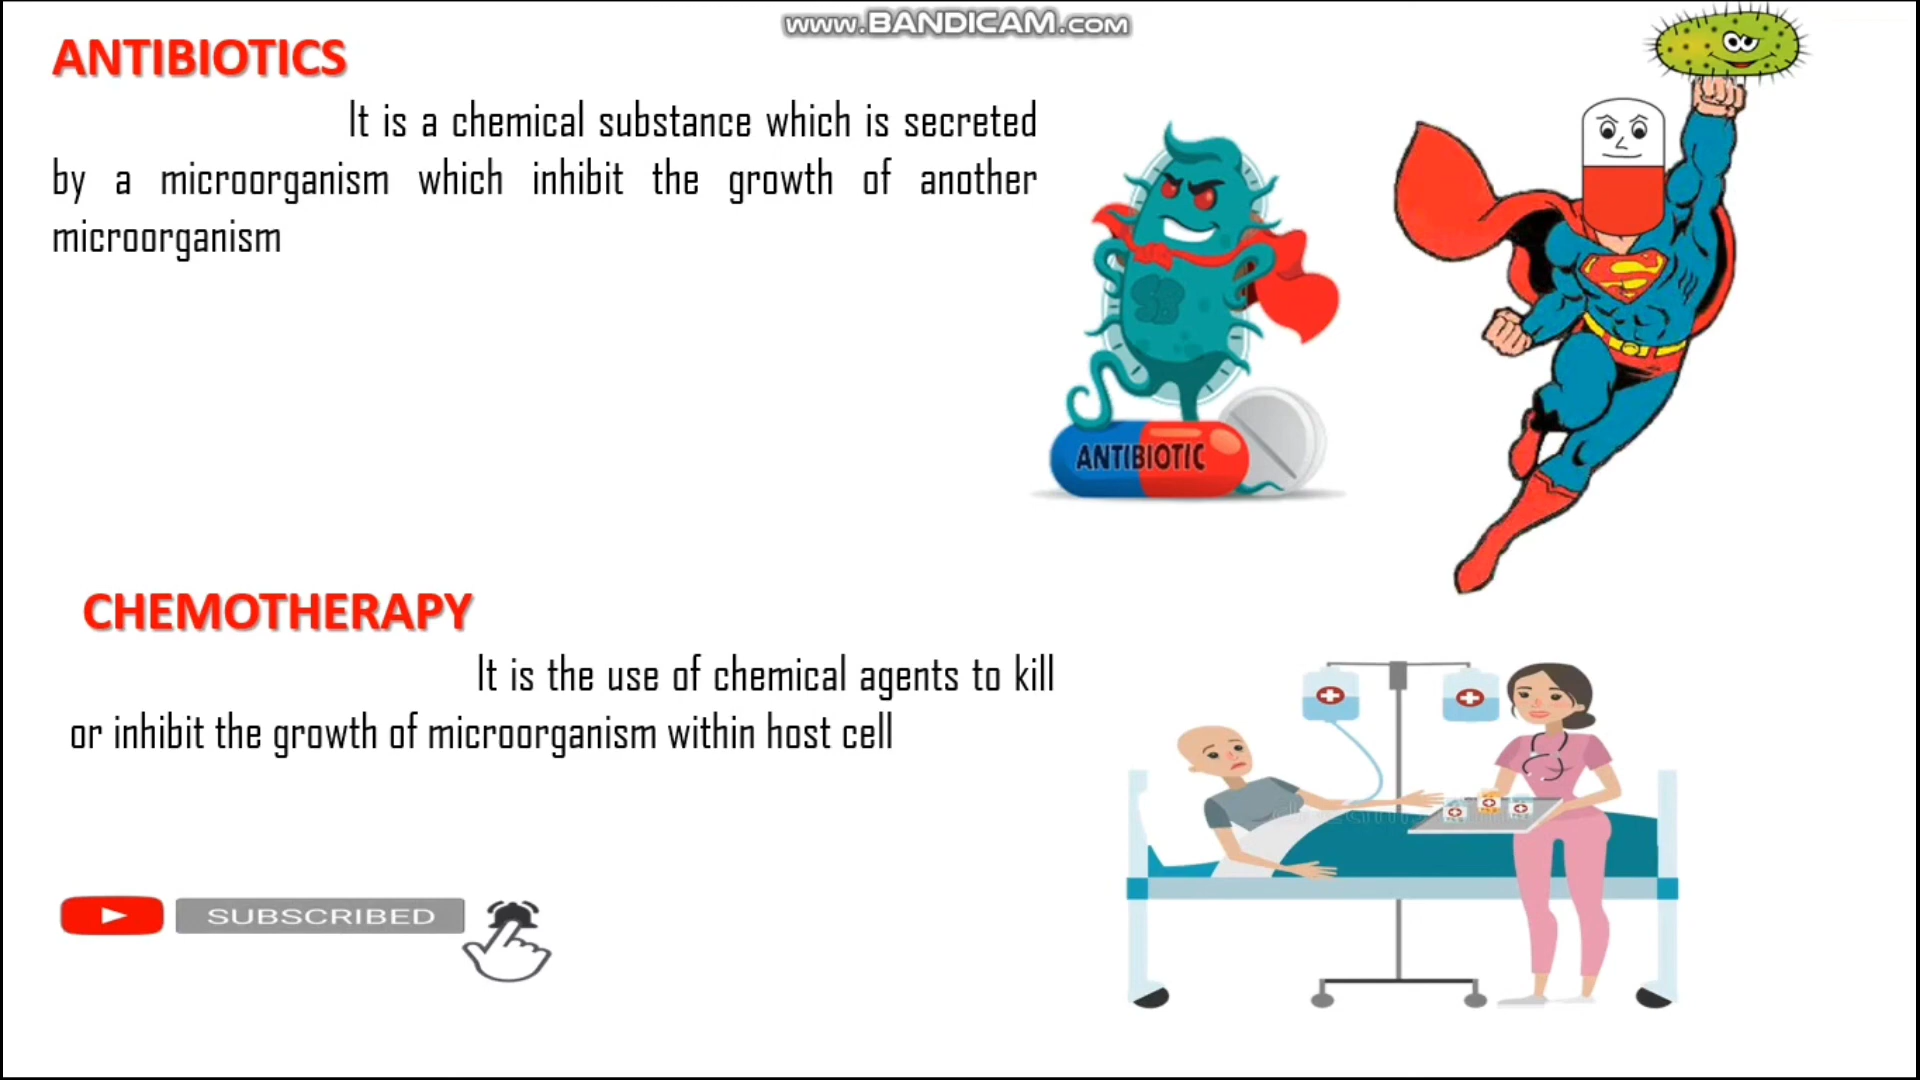 www.BANDICAM.com
ANTIBIOTICS
It is a chemical substance which is secreted
by a microorganism which inhibit the growth of another
microorganism
ANTIBIOTIC
CHEMOTHERAPY
It is the use of chemical agents to kill
or inhibit the growth of microorganism within host cell
SUBSCRIBED